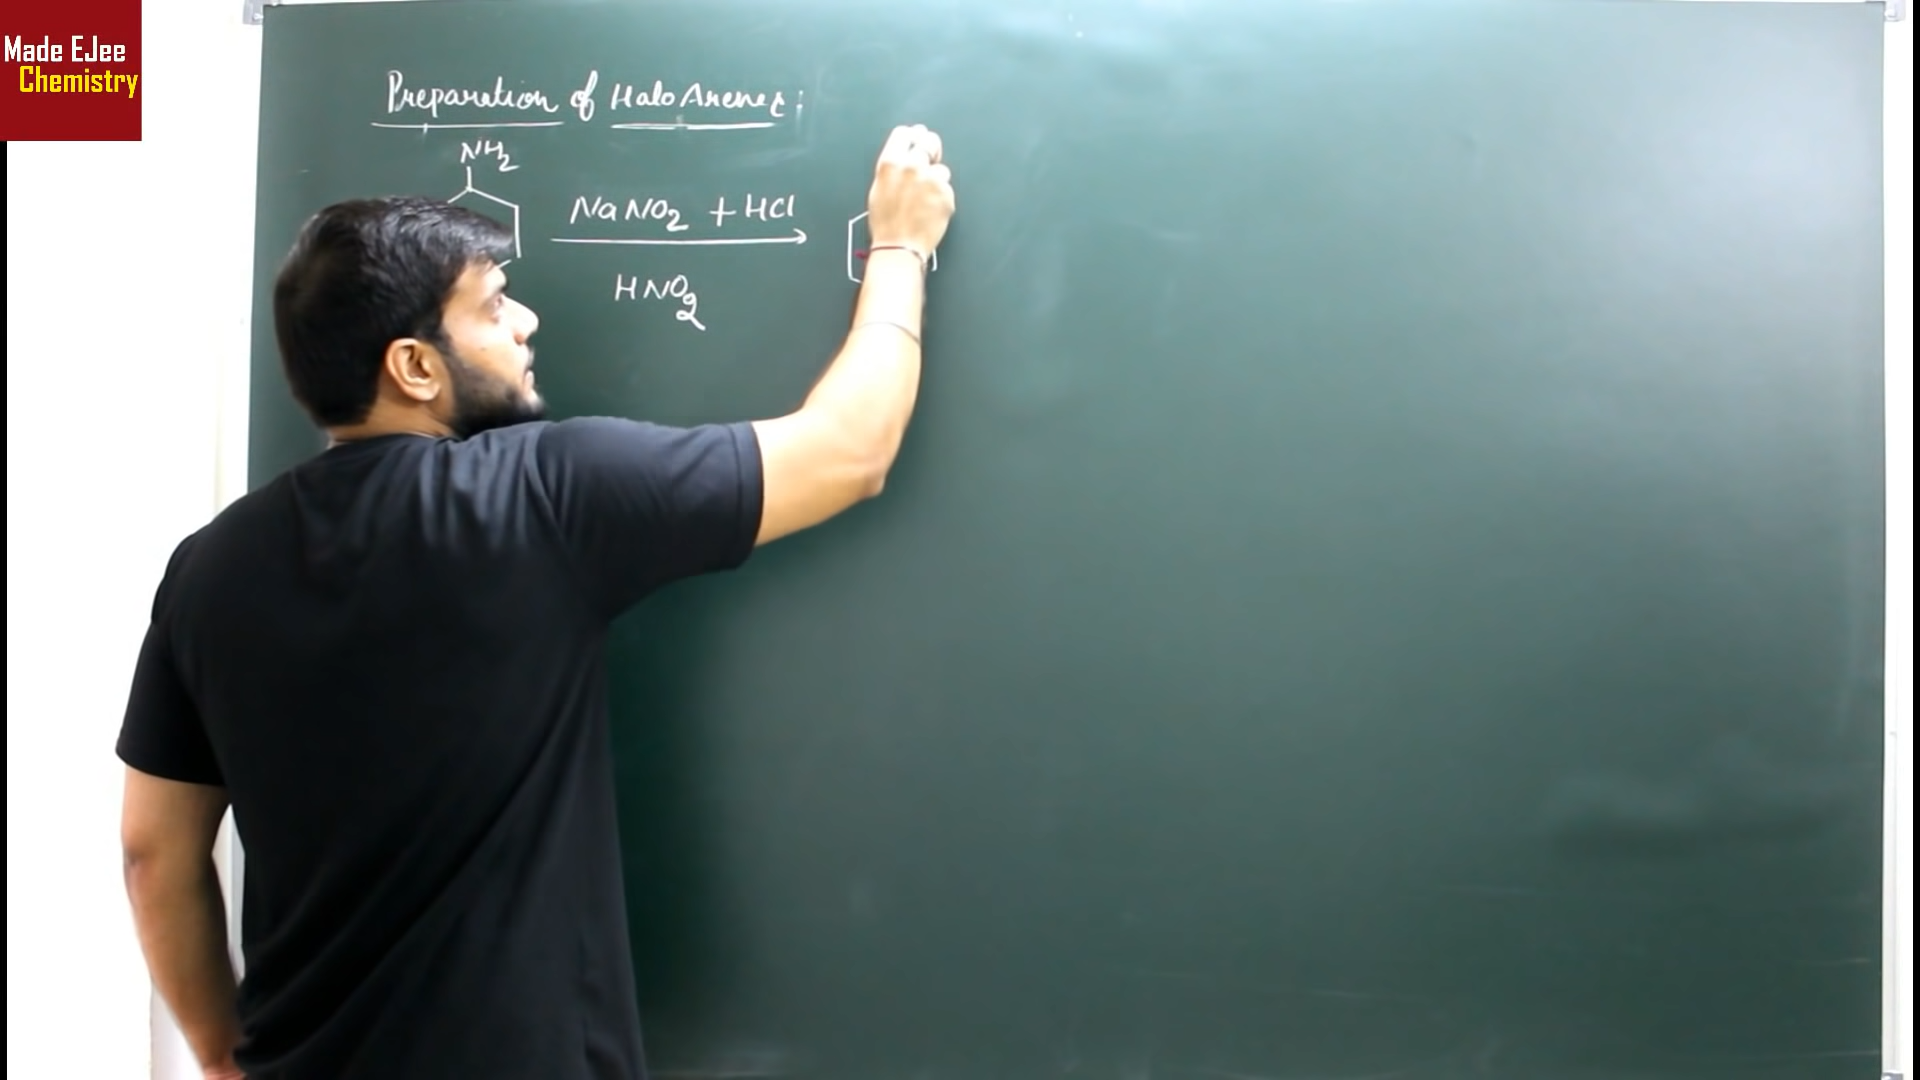 Made EJee
Chemistry
Preparation of Halo Arenes:
NH2
NaNO2 + HCl
HNO2